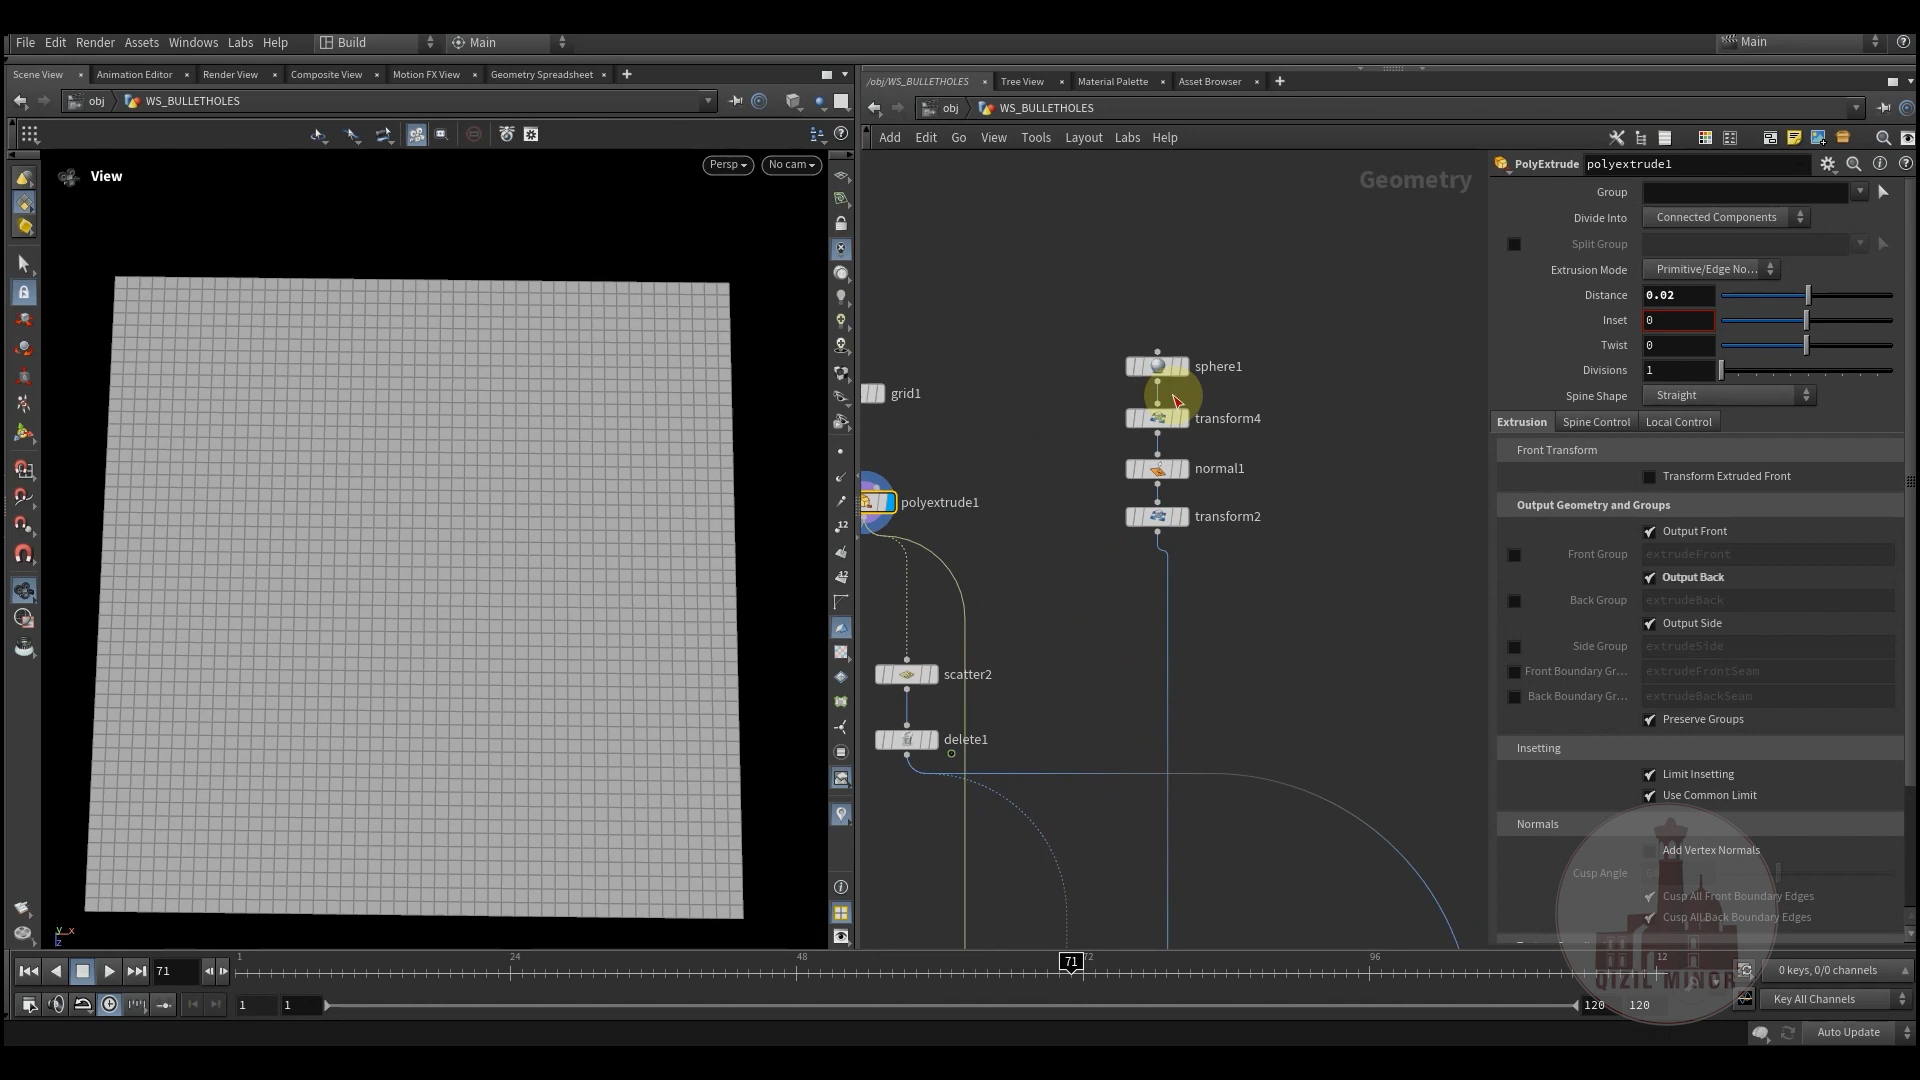 File Edit Render Assets Windows Labs Help Build Main Main
Scene View Animation Editor Render View Composite View Motion FX View Geometry Spreadsheet
/obj/WS_BULLETHOLES Tree View Material Palette Asset Browser
obj WS_BULLETHOLES
obj WS_BULLETHOLES
Add Edit Go View Tools Layout Labs Help
View
Persp No cam
Geometry
PolyExtrude polyextrude1
Group
Divide Into Connected Components
Split Group
Extrusion Mode Primitive/Edge No...
Distance 0.02
Inset 0
Twist 0
Divisions 1
Spine Shape Straight
Extrusion Spine Control Local Control
Front Transform
Transform Extruded Front
Output Geometry and Groups
Output Front
Front Group extrudeFront
Output Back
Back Group extrudeBack
Output Side
Side Group extrudeSide
Front Boundary Gr... extrudeFrontSeam
Back Boundary Gr... extrudeBackSeam
Preserve Groups
Insetting
Limit Insetting
Use Common Limit
Normals
Add Vertex Normals
Cusp Angle
Cusp All Front Boundary Edges
Cusp All Back Boundary Edges
sphere1
grid1
transform4
normal1
polyextrude1
transform2
scatter2
delete1
12
12
y x
z
71 1 24 48 71 72 96 12
0 keys, 0/0 channels
QIZIL MINOR
1 1 120 120
Key All Channels
Auto Update